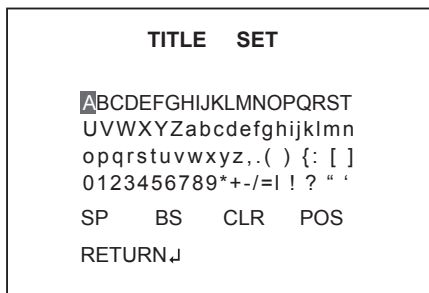 TITLE SET
ABCDEFGHIJKLMNOPQRST
UVWXYZabcdefghijklmn
opqrstuvwxyz,.( ) {: [ ]
0123456789*+-/=I ! ? “ ‘
SP BS CLR POS
RETURN↲